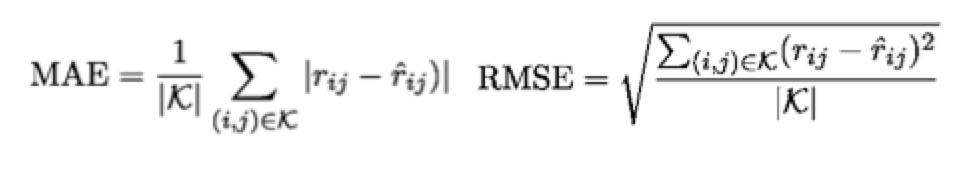 MAE = \frac{1}{|\mathcal{K}|} \sum_{(i,j) \in \mathcal{K}} |r_{ij} - \hat{r}_{ij})| RMSE = \sqrt{\frac{\sum_{(i,j) \in \mathcal{K}} (r_{ij} - \hat{r}_{ij})^2}{|\mathcal{K}|}}